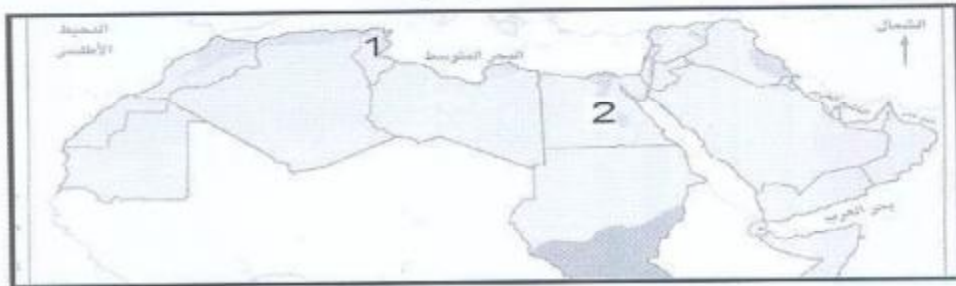 المحيط
الأطلسي
1
البحر المتوسط
الشمال
2
بحر العرب